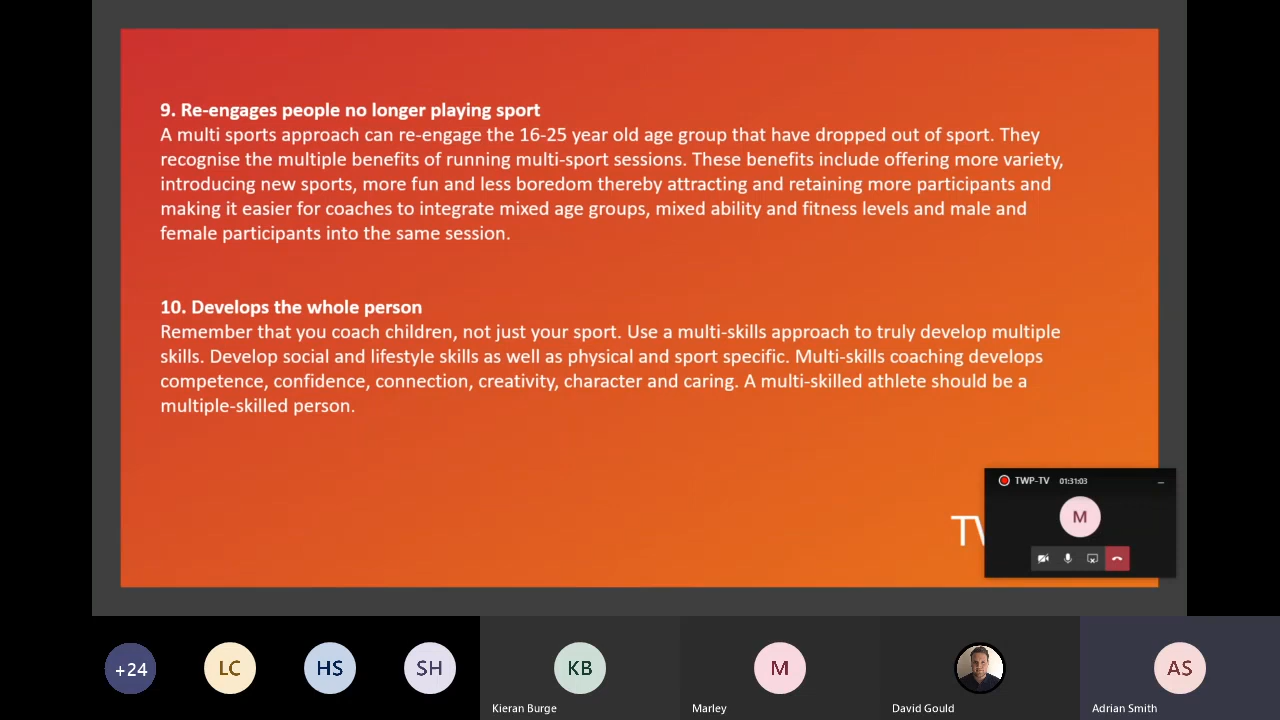 9. Re-engages people no longer playing sport
A multi sports approach can re-engage the 16-25 year old age group that have dropped out of sport. They
recognise the multiple benefits of running multi-sport sessions. These benefits include offering more variety,
introducing new sports, more fun and less boredom thereby attracting and retaining more participants and
making it easier for coaches to integrate mixed age groups, mixed ability and fitness levels and male and
female participants into the same session.
10. Develops the whole person
Remember that you coach children, not just your sport. Use a multi-skills approach to truly develop multiple
skills. Develop social and lifestyle skills as well as physical and sport specific. Multi-skills coaching develops
competence, confidence, connection, creativity, character and caring. A multi-skilled athlete should be a
multiple-skilled person.
TWP-TV 01:31:03
M
+24 LC HS SH KB M AS
Kieran Burge Marley David Gould Adrian Smith